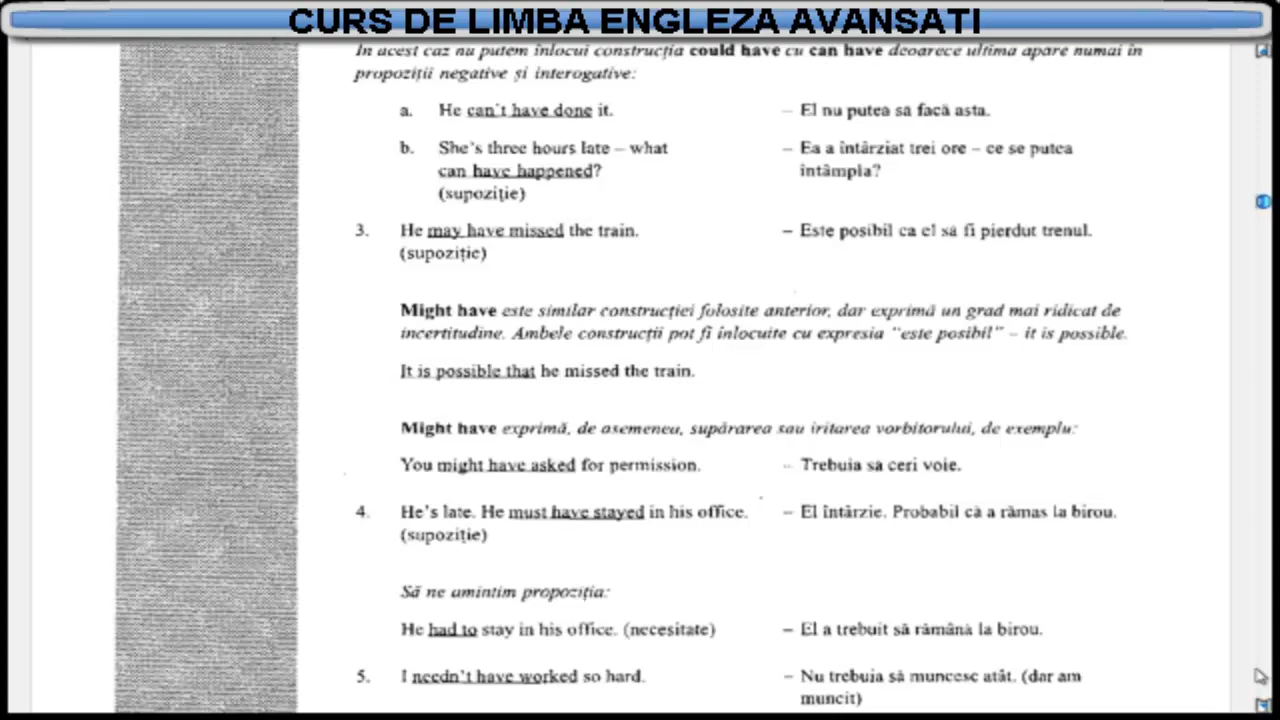 CURS DE LIMBA ENGLEZA AVANSATI
In acest caz nu putem înlocui construcția could have cu can have deoarece ultima apare numai în
propoziții negative și interogative:
a. He can't have done it. – El nu putea să facă asta.
b. She's three hours late – what – Ea a întârziat trei ore – ce se putea
can have happened? întâmpla?
(supoziție)
3. He may have missed the train. – Este posibil ca el să fi pierdut trenul.
(supoziție)
Might have este similar construcției folosite anterior, dar exprimă un grad mai ridicat de
incertitudine. Ambele construcții pot fi înlocuite cu expresia "este posibil" – it is possible.
It is possible that he missed the train.
Might have exprimă, de asemenea, supărarea sau iritarea vorbitorului, de exemplu:
You might have asked for permission. – Trebuia să ceri voie.
4. He's late. He must have stayed in his office. – El întârzie. Probabil că a rămas la birou.
(supoziție)
Să ne amintim propoziția:
He had to stay in his office. (necesitate) – El a trebuit să rămână la birou.
5. I needn't have worked so hard. – Nu trebuia să muncesc atât. (dar am
muncit)